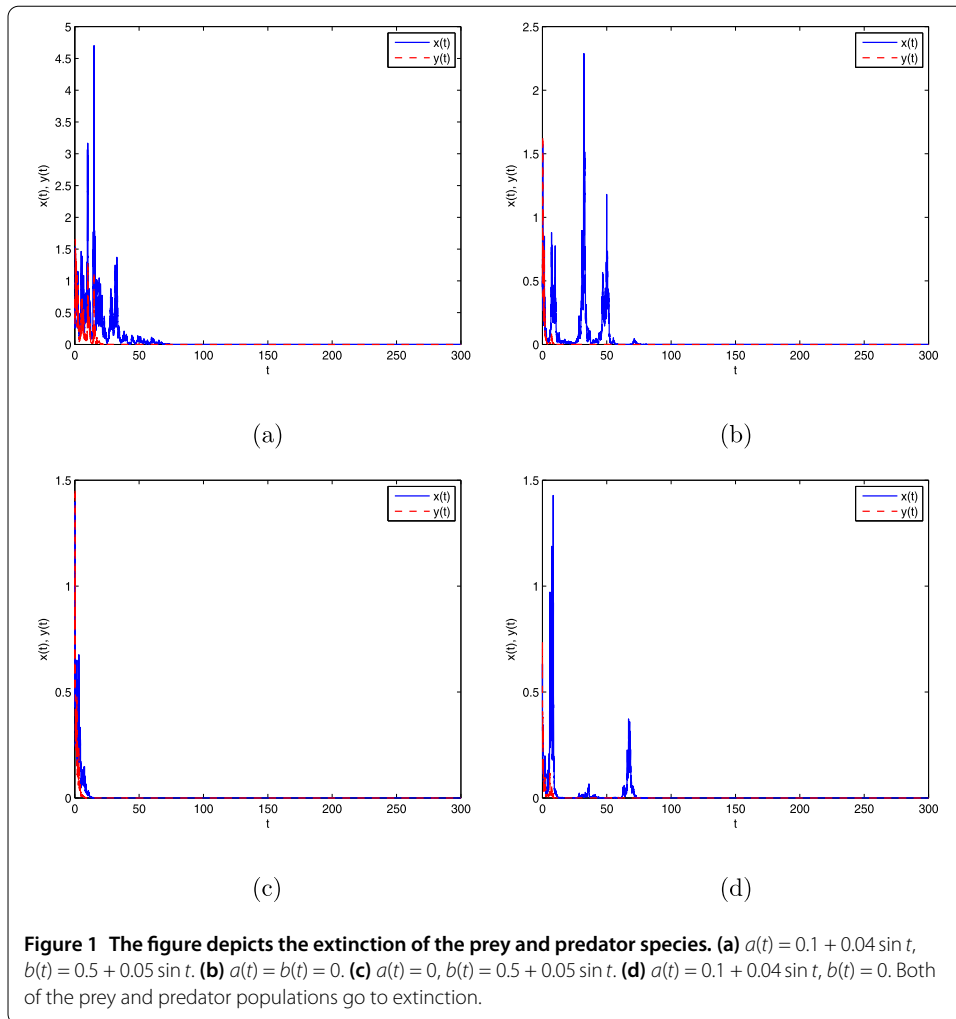 5
4.5
4
3.5
3
2.5
2
1.5
1
0.5
0
x(t), y(t)
x(t)
y(t)
0 50 100 150 200 250 300
t
(a)
2.5
2
1.5
1
0.5
0
x(t), y(t)
x(t)
y(t)
0 50 100 150 200 250 300
t
(b)
1.5
1
0.5
0
x(t), y(t)
x(t)
y(t)
0 50 100 150 200 250 300
t
(c)
1.5
1
0.5
0
x(t), y(t)
x(t)
y(t)
0 50 100 150 200 250 300
t
(d)
Figure 1 The figure depicts the extinction of the prey and predator species. (a) a(t) = 0.1 + 0.04 sin t,
b(t) = 0.5 + 0.05 sin t. (b) a(t) = b(t) = 0. (c) a(t) = 0, b(t) = 0.5 + 0.05 sin t. (d) a(t) = 0.1 + 0.04 sin t, b(t) = 0. Both
of the prey and predator populations go to extinction.